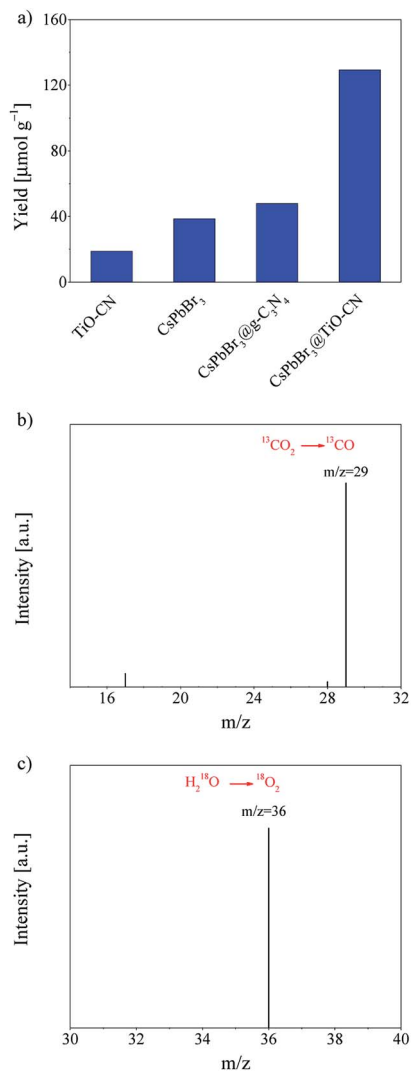 a)
160
120
80
40
0
Yield [μmol g⁻¹]
TiO-CN
CsPbBr₃
CsPbBr₃@g-C₃N₄
CsPbBr₃@TiO-CN
b)
¹³CO₂ → ¹³CO
m/z=29
Intensity [a.u.]
16 20 24 28 32
m/z
c)
H₂¹⁸O → ¹⁸O₂
m/z=36
Intensity [a.u.]
30 32 34 36 38 40
m/z